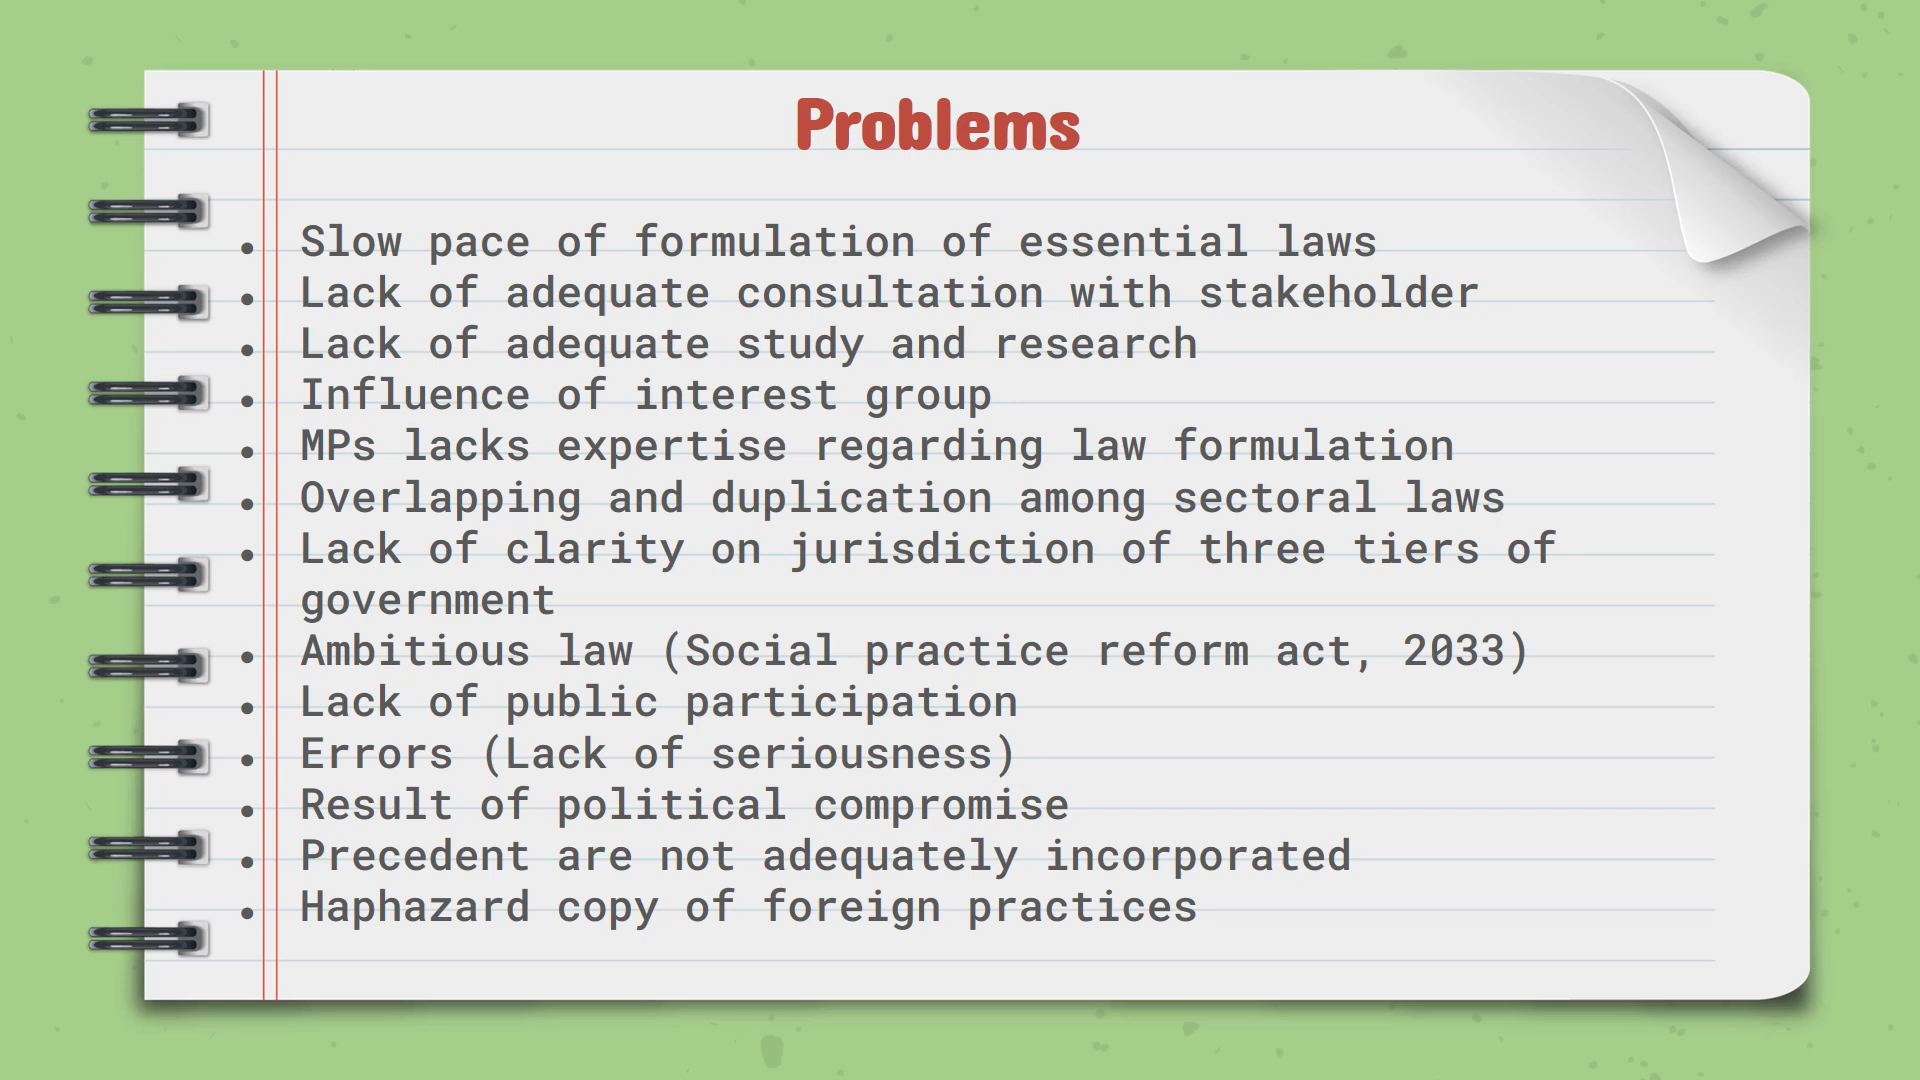 Problems
• Slow pace of formulation of essential laws
• Lack of adequate consultation with stakeholder
• Lack of adequate study and research
• Influence of interest group
• MPs lacks expertise regarding law formulation
• Overlapping and duplication among sectoral laws
• Lack of clarity on jurisdiction of three tiers of
government
• Ambitious law (Social practice reform act, 2033)
• Lack of public participation
• Errors (Lack of seriousness)
• Result of political compromise
• Precedent are not adequately incorporated
• Haphazard copy of foreign practices